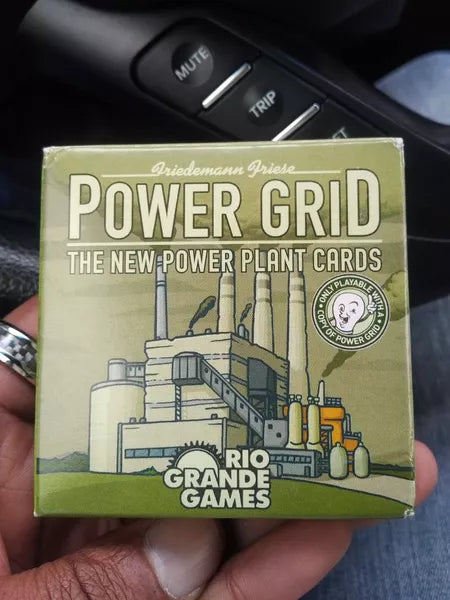 MUTE
TRIP
Friedemann Friese
POWER GRID
THE NEW POWER PLANT CARDS
ONLY PLAYABLE WITH A
COPY OF POWER GRID
RIO
GRANDE
GAMES